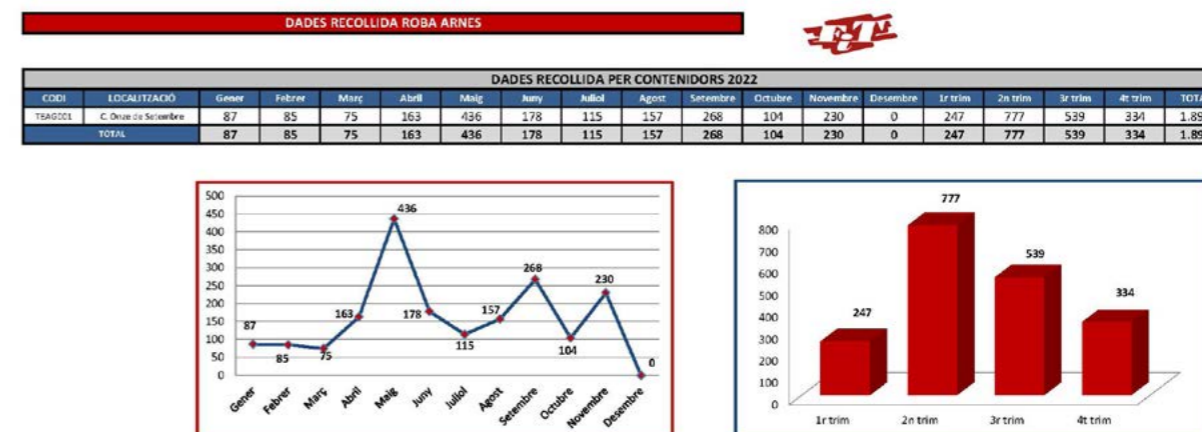 DADES RECOLLIDA ROBA ARNES
DADES RECOLLIDA PER CONTENIDORS 2022
CODI LOCALITZACIÓ Gener Febrer Març Abril Maig Juny Juliol Agost Setembre Octubre Novembre Desembre 1r trim 2n trim 3r trim 4t trim TOTA
C. Onze de Setembre 87 85 75 163 436 178 115 157 268 104 230 0 247 777 539 334 1.89
TOTAL 87 85 75 163 436 178 115 157 268 104 230 0 247 777 539 334 1.89
500
450
400
350
300
250
200
150
100
50
0
87
85
75
163
436
178
115
157
268
104
230
0
Gener
Febrer
Març
Abril
Maig
Juny
Juliol
Agost
Setembre
Octubre
Novembre
Desembre
800
700
600
500
400
300
200
100
0
247
777
539
334
1r trim
2n trim
3r trim
4t trim